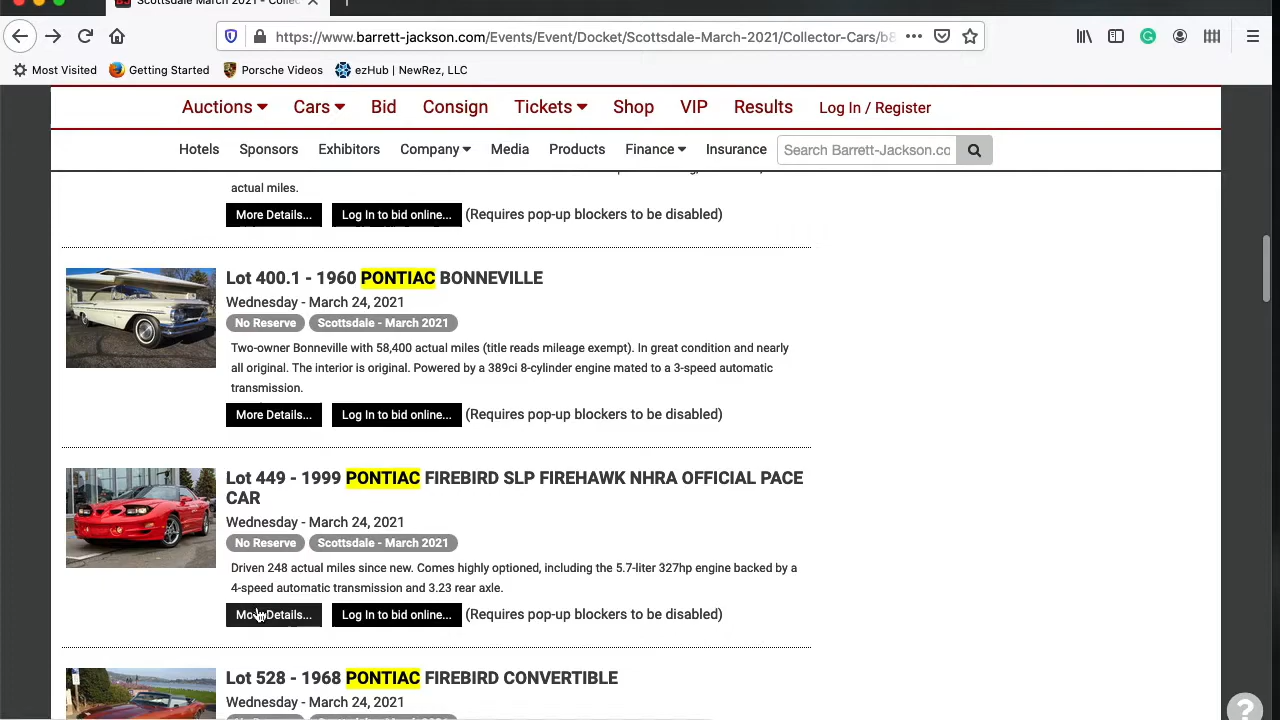 Scottsdale March 2021 - Collec
https://www.barrett-jackson.com/Events/Event/Docket/Scottsdale-March-2021/Collector-Cars/b8
Most Visited Getting Started Porsche Videos ezHub | NewRez, LLC
Auctions Cars Bid Consign Tickets Shop VIP Results Log In / Register
Hotels Sponsors Exhibitors Company Media Products Finance Insurance Search Barrett-Jackson.co
actual miles.
More Details... Log In to bid online... (Requires pop-up blockers to be disabled)
Lot 400.1 - 1960 PONTIAC BONNEVILLE
Wednesday - March 24, 2021
No Reserve Scottsdale - March 2021
Two-owner Bonneville with 58,400 actual miles (title reads mileage exempt). In great condition and nearly
all original. The interior is original. Powered by a 389ci 8-cylinder engine mated to a 3-speed automatic
transmission.
More Details... Log In to bid online... (Requires pop-up blockers to be disabled)
Lot 449 - 1999 PONTIAC FIREBIRD SLP FIREHAWK NHRA OFFICIAL PACE
CAR
Wednesday - March 24, 2021
No Reserve Scottsdale - March 2021
Driven 248 actual miles since new. Comes highly optioned, including the 5.7-liter 327hp engine backed by a
4-speed automatic transmission and 3.23 rear axle.
More Details... Log In to bid online... (Requires pop-up blockers to be disabled)
Lot 528 - 1968 PONTIAC FIREBIRD CONVERTIBLE
Wednesday - March 24, 2021
?